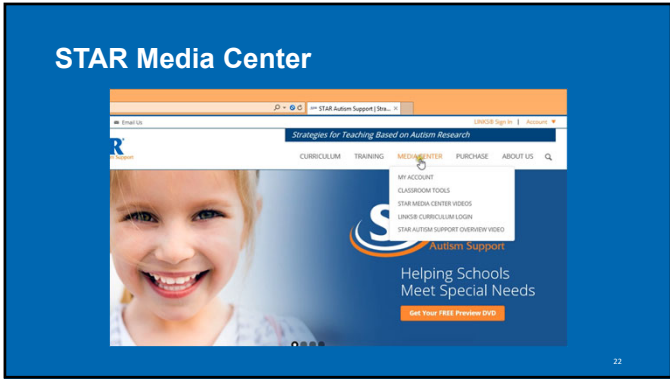 STAR Media Center
STAR Autism Support | Stra... ×
Email Us
LINKS® Sign In | Account
Strategies for Teaching Based on Autism Research
R
Support
CURRICULUM TRAINING MEDIA CENTER PURCHASE ABOUT US
MY ACCOUNT
CLASSROOM TOOLS
STAR MEDIA CENTER VIDEOS
LINKS® CURRICULUM LOGIN
STAR AUTISM SUPPORT OVERVIEW VIDEO
S
Autism Support
Helping Schools
Meet Special Needs
Get Your FREE Preview DVD
22